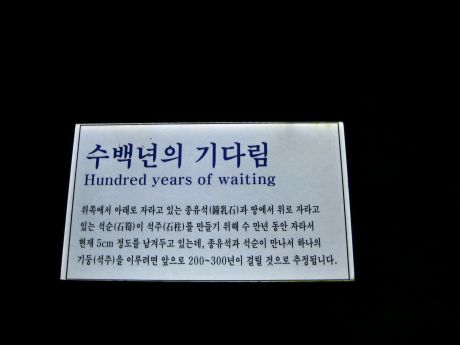 수백년의 기다림
Hundred years of waiting
위쪽에서 아래로 자라고 있는 종유석(鐘乳石)과 땅에서 위로 자라고
있는 석순(石筍)이 석주(石柱)를 만들기 위해 수 만년 동안 자라서
현재 5cm 정도를 남겨두고 있는데, 종유석과 석순이 만나서 하나의
기둥(석주)을 이루려면 앞으로 200~300년이 걸릴 것으로 추정됩니다.